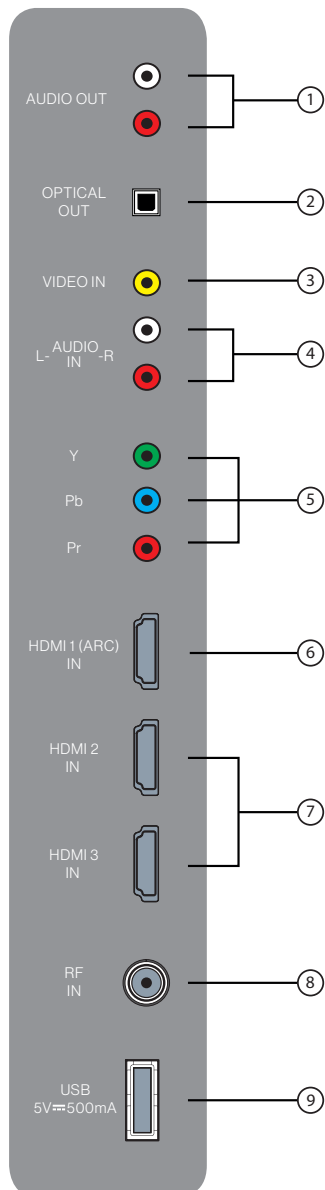 AUDIO OUT
1
OPTICAL
OUT
2
VIDEO IN
3
L- AUDIO -R
IN
4
Y
Pb
Pr
5
HDMI 1 (ARC)
IN
6
HDMI 2
IN
7
HDMI 3
IN
RF
IN
8
USB
5V⎓500mA
9